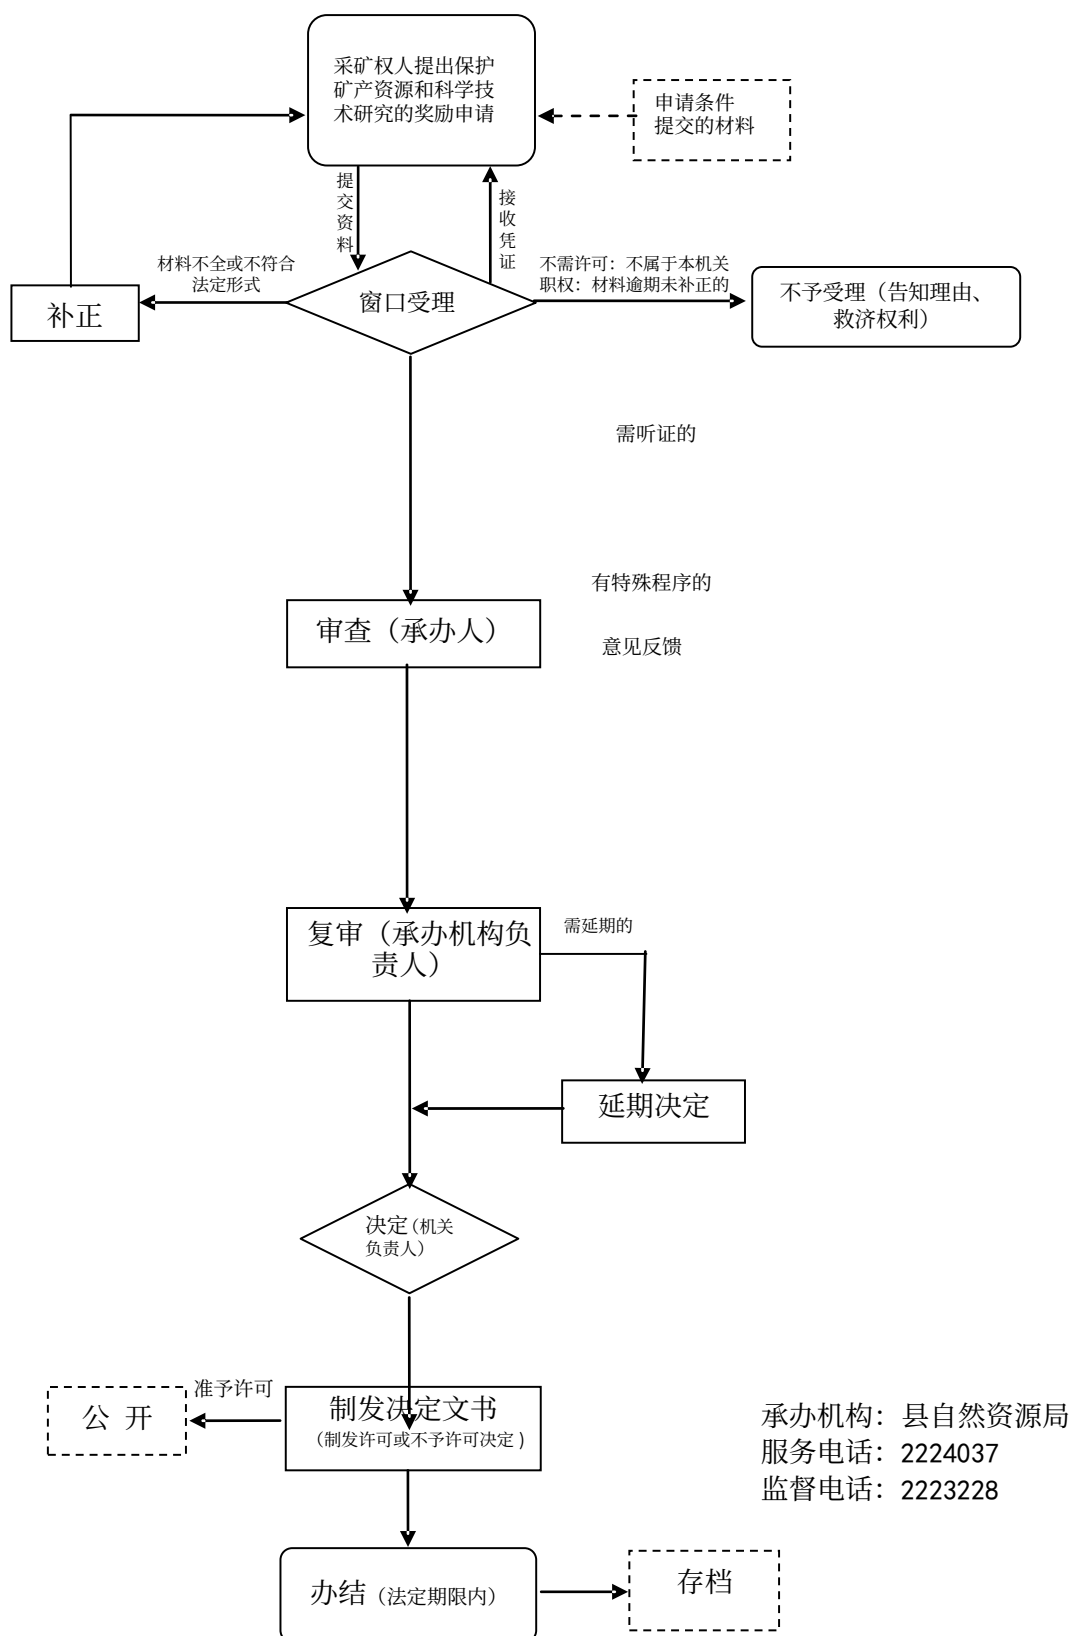 采矿权人提出保护
矿产资源和科学技
术研究的奖励申请
申请条件
提交的材料
提交资料
接收凭证
材料不全或不符合
法定形式
不需许可：不属于本机关
职权：材料逾期未补正的
补正
窗口受理
不予受理（告知理由、
救济权利）
需听证的
有特殊程序的
审查（承办人）
意见反馈
复审（承办机构负
责人）
需延期的
延期决定
决定（机关
负责人）
准予许可
公 开
制发决定文书
（制发许可或不予许可决定)
承办机构：县自然资源局
服务电话：2224037
监督电话：2223228
办结（法定期限内）
存档